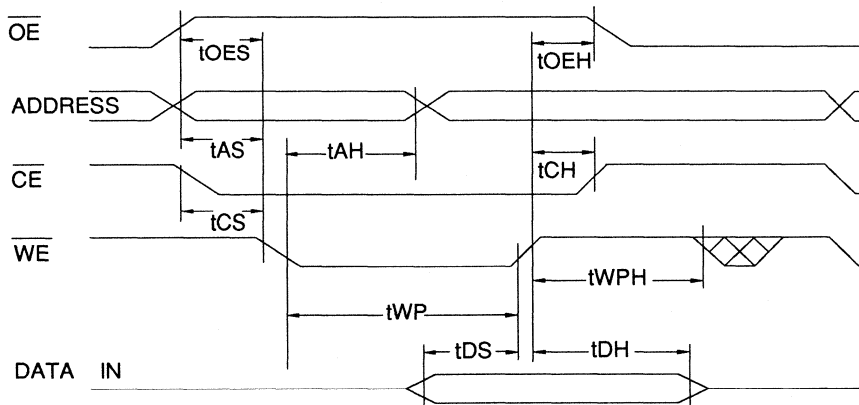 OE
tOES
tOEH
ADDRESS
tAS
tAH
tCH
CE
tCS
WE
tWPH
tWP
tDS
tDH
DATA IN